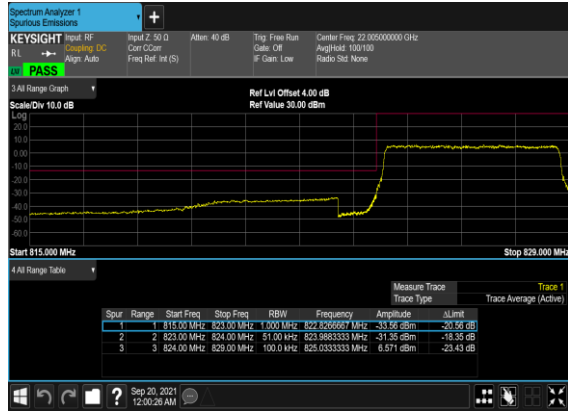 Spectrum Analyzer 1
Spurious Emissions
+
KEYSIGHT Input: RF Input Z: 50 Ω Atten: 40 dB Trig: Free Run Center Freq: 22.005000000 GHz
RL Coupling: DC Corr CCorr Gate: Off Avg|Hold: 100/100
Align: Auto Freq Ref: Int (S) IF Gain: Low Radio Std: None
PASS
3 All Range Graph
Ref Lvl Offset 4.00 dB
Scale/Div 10.0 dB Ref Value 30.00 dBm
Log
20.0
10.0
0.00
-10.0
-20.0
-30.0
-40.0
-50.0
-60.0
Start 815.000 MHz Stop 829.000 MHz
4 All Range Table
Measure Trace Trace 1
Trace Type Trace Average (Active)
Spur Range Start Freq Stop Freq RBW Frequency Amplitude ΔLimit
1 1 815.00 MHz 823.00 MHz 1.000 MHz 822.8266667 MHz -33.56 dBm -20.56 dB
2 2 823.00 MHz 824.00 MHz 51.00 kHz 823.9883333 MHz -31.35 dBm -18.35 dB
3 3 824.00 MHz 829.00 MHz 100.0 kHz 825.0333333 MHz 6.571 dBm -23.43 dB
? Sep 20, 2021
12:00:26 AM